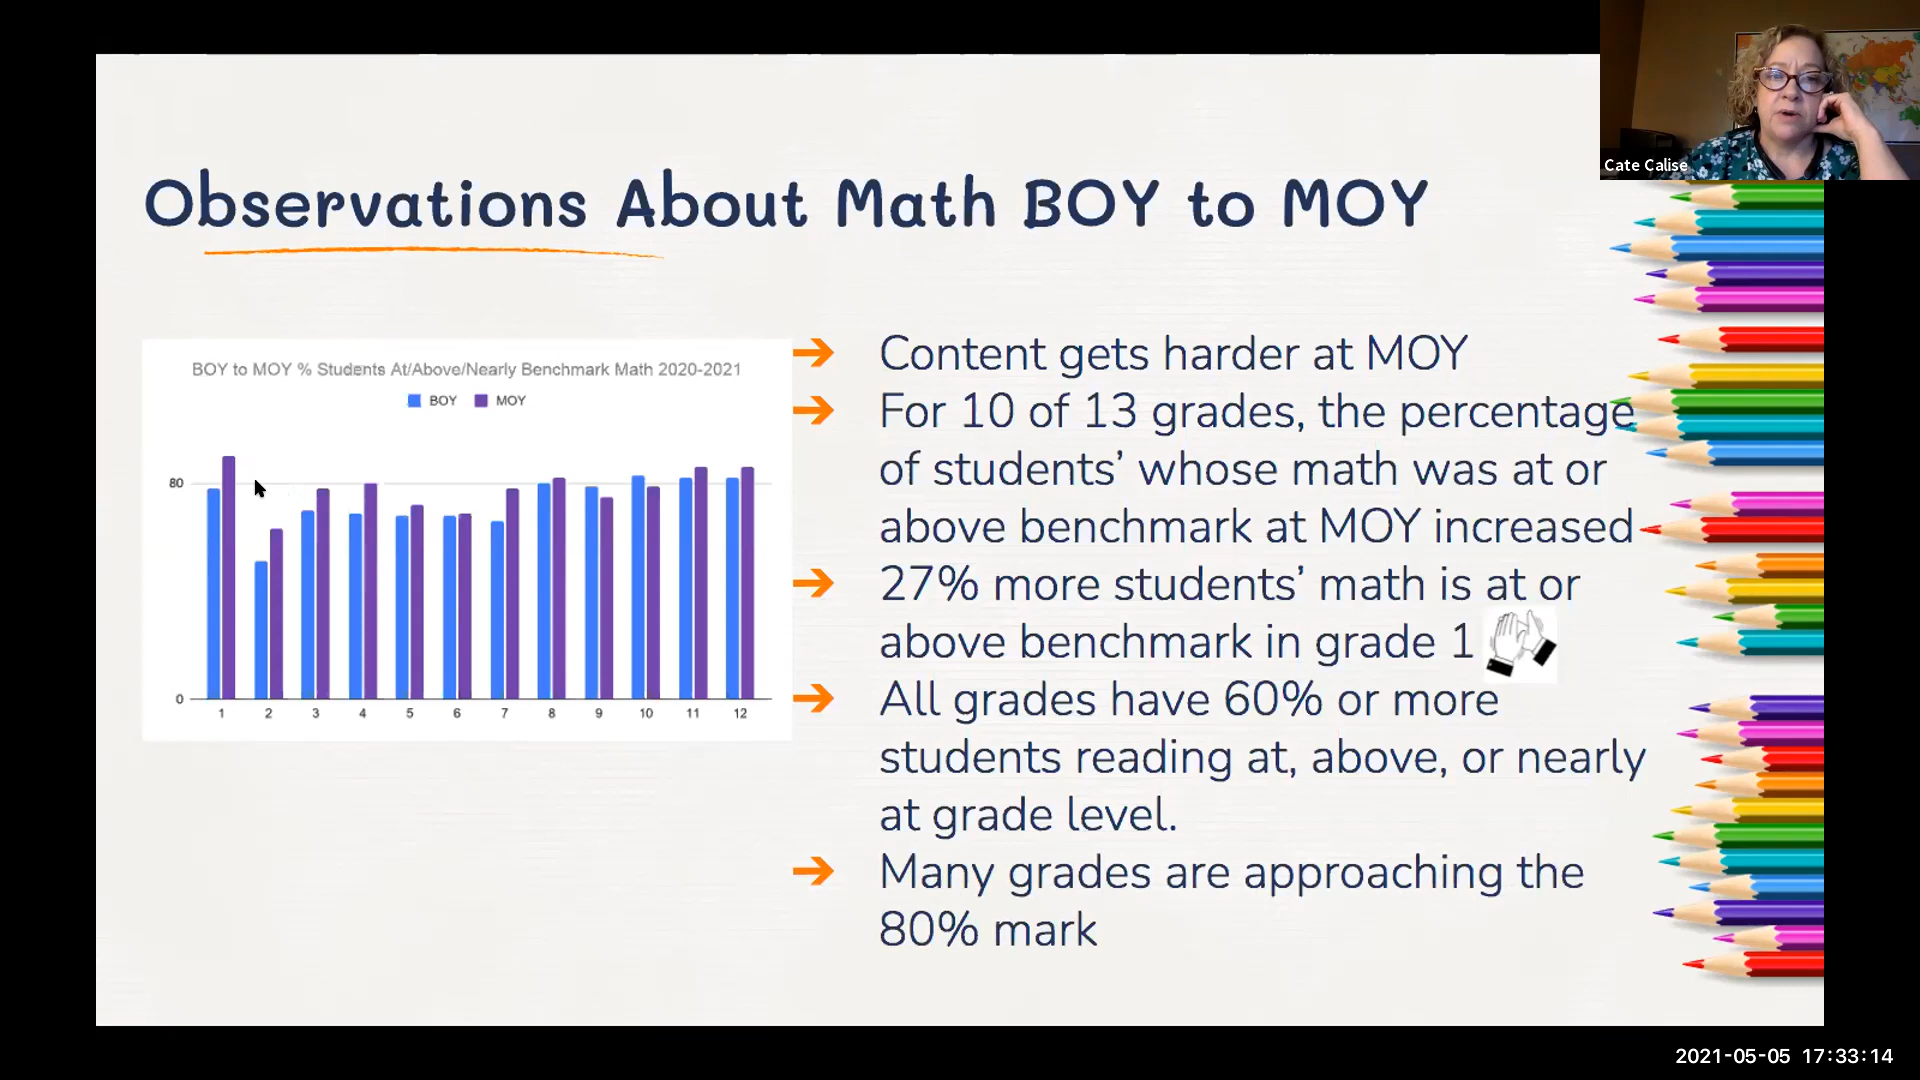 Cate Calise
Observations About Math BOY to MOY
BOY to MOY % Students At/Above/Nearly Benchmark Math 2020-2021
BOY MOY
80
0
1 2 3 4 5 6 7 8 9 10 11 12
Content gets harder at MOY
For 10 of 13 grades, the percentage
of students’ whose math was at or
above benchmark at MOY increased
27% more students’ math is at or
above benchmark in grade 1
All grades have 60% or more
students reading at, above, or nearly
at grade level.
Many grades are approaching the
80% mark
2021-05-05 17:33:14